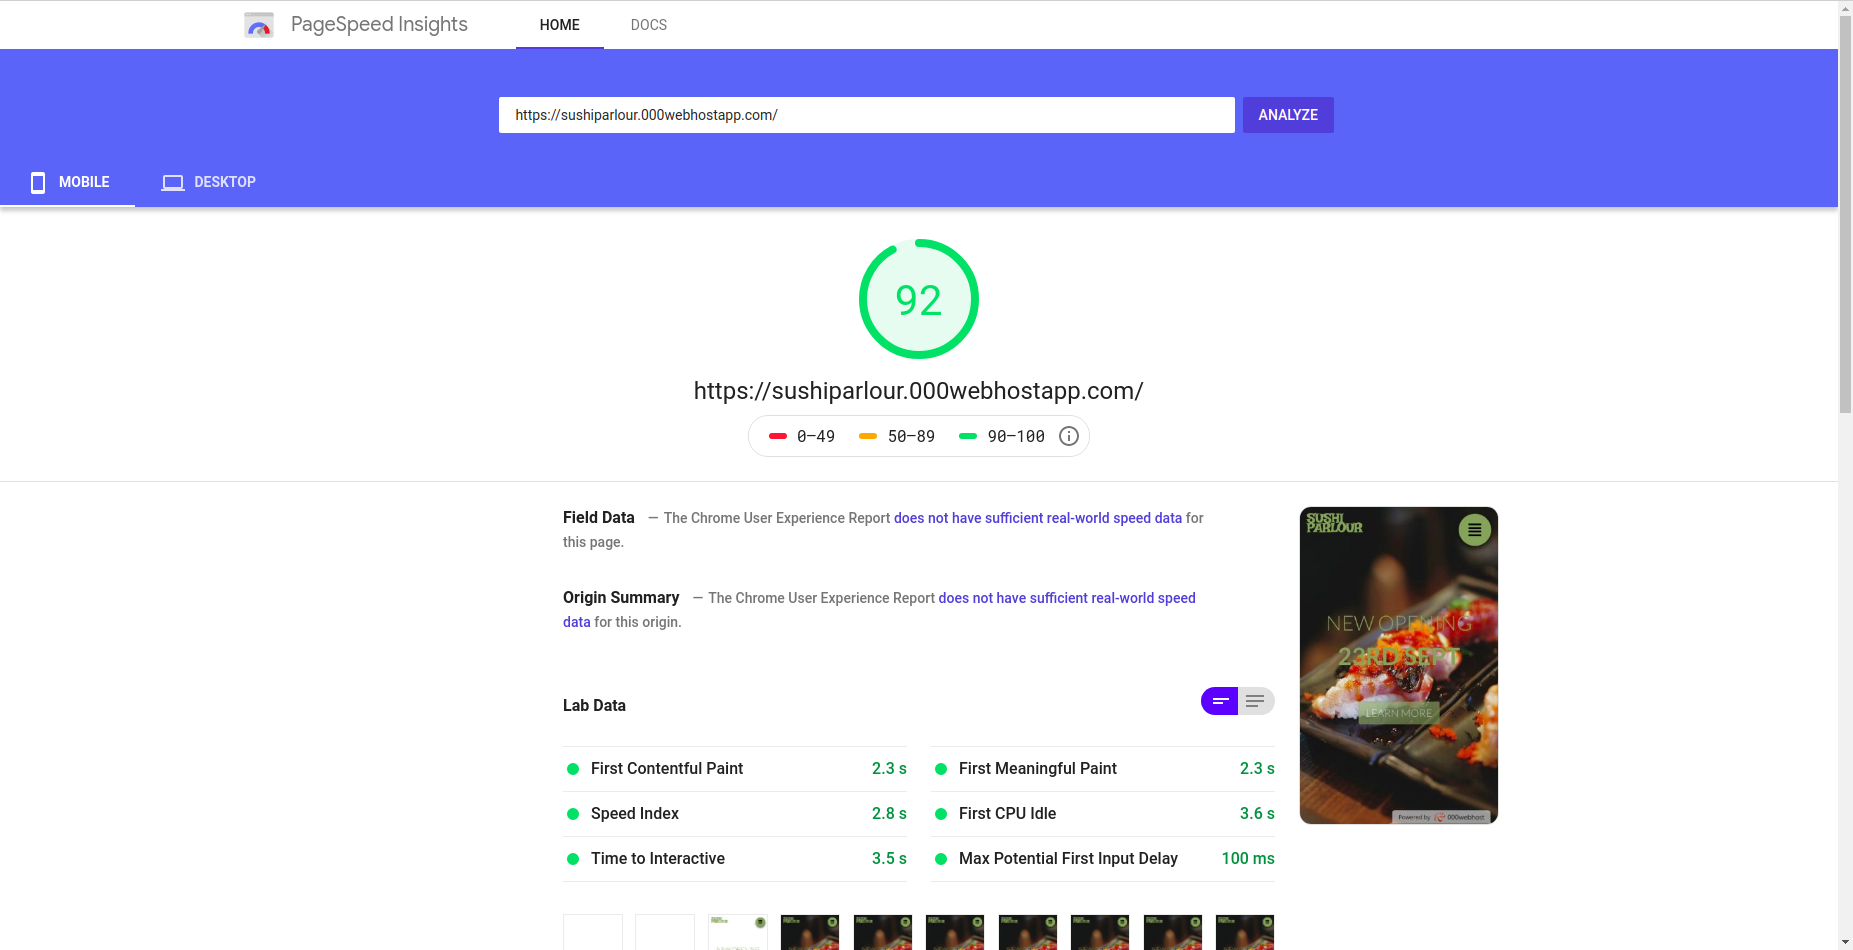 PageSpeed Insights HOME DOCS
https://sushiparlour.000webhostapp.com/ ANALYZE
MOBILE DESKTOP
92
https://sushiparlour.000webhostapp.com/
0–49 50–89 90–100
Field Data — The Chrome User Experience Report does not have sufficient real-world speed data for
this page.
Origin Summary — The Chrome User Experience Report does not have sufficient real-world speed
data for this origin.
Lab Data
First Contentful Paint 2.3 s First Meaningful Paint 2.3 s
Speed Index 2.8 s First CPU Idle 3.6 s
Time to Interactive 3.5 s Max Potential First Input Delay 100 ms
SUSHI
PARLOUR
NEW OPENING
23RD SEPT
LEARN MORE
Powered by 000webhost